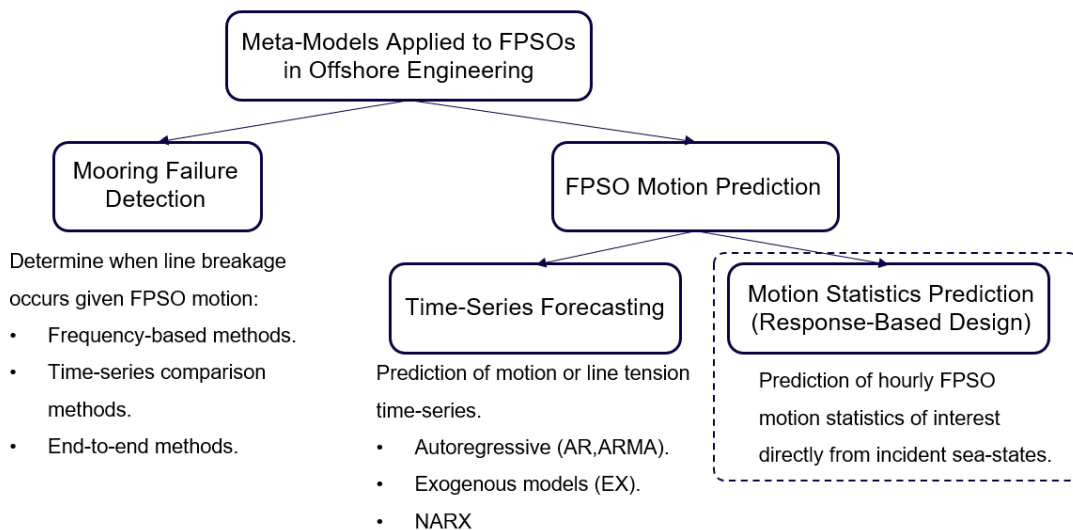 Meta-Models Applied to FPSOs
in Offshore Engineering
Mooring Failure
Detection
FPSO Motion Prediction
Determine when line breakage
occurs given FPSO motion:
• Frequency-based methods.
• Time-series comparison
methods.
• End-to-end methods.
Time-Series Forecasting
Prediction of motion or line tension
time-series.
• Autoregressive (AR,ARMA).
• Exogenous models (EX).
• NARX
Motion Statistics Prediction
(Response-Based Design)
Prediction of hourly FPSO
motion statistics of interest
directly from incident sea-states.